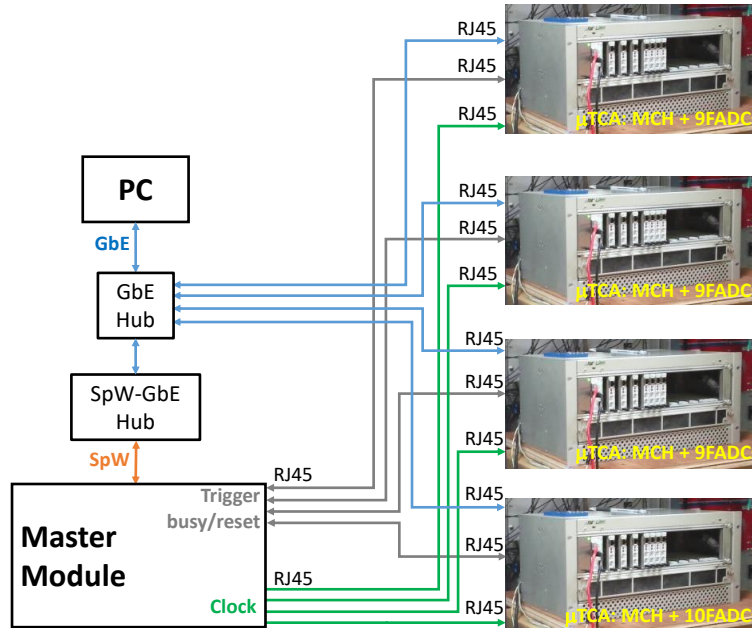 RJ45
RJ45
RJ45
μTCA: MCH + 9FADC
PC
GbE
RJ45
RJ45
RJ45
μTCA: MCH + 9FADC
GbE
Hub
RJ45
RJ45
RJ45
μTCA: MCH + 9FADC
SpW-GbE
Hub
SpW
RJ45
RJ45
RJ45
RJ45
μTCA: MCH + 10FADC
Trigger
busy/reset
Master
Module
RJ45
Clock